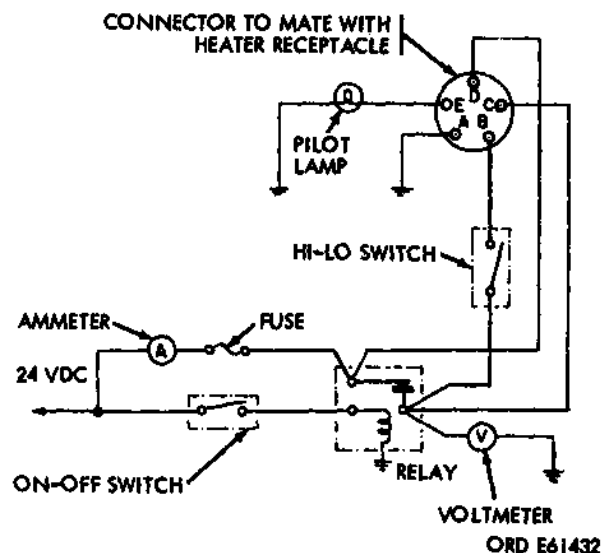 CONNECTOR TO MATE WITH
HEATER RECEPTACLE
D
E
C
A
B
PILOT
LAMP
HI-LO SWITCH
AMMETER
FUSE
A
24 VDC
RELAY
V
ON-OFF SWITCH
VOLTMETER
ORD E61432